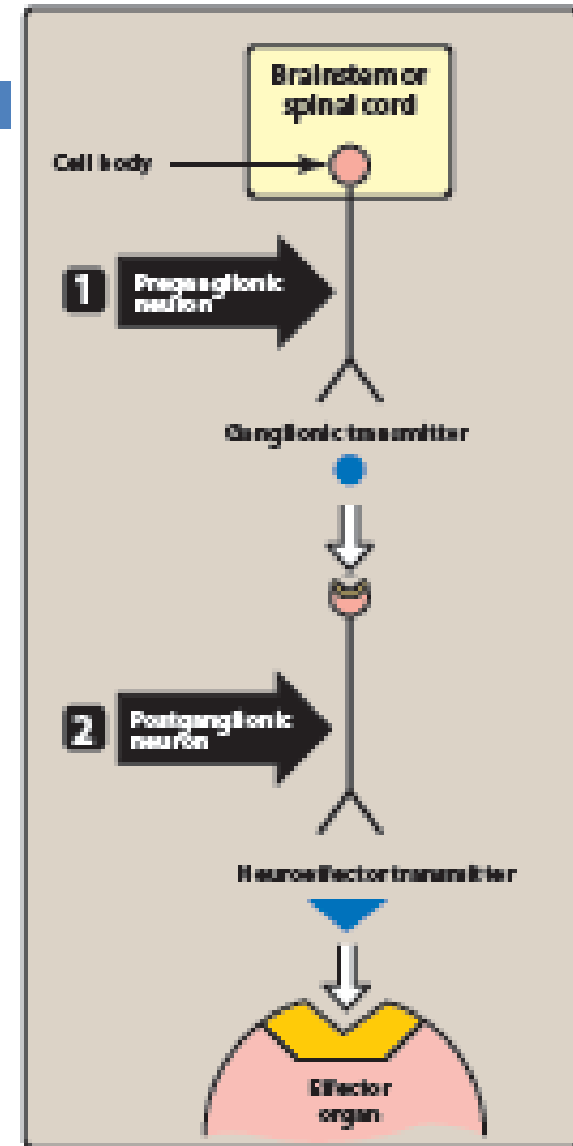 Brainstem or
spinal cord
Cell body
1
Preganglionic
neuron
Ganglionic transmitter
2
Postganglionic
neuron
Neuroeffector transmitter
Effector
organ